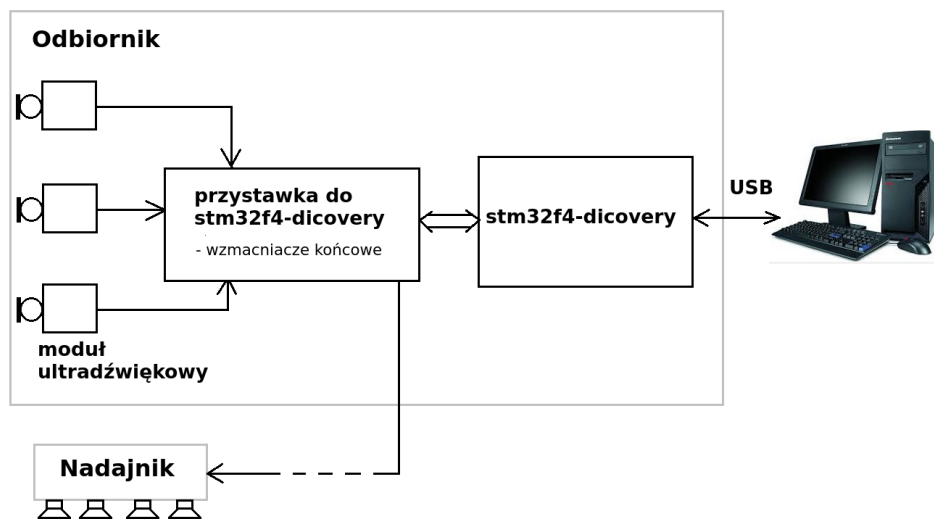 Odbiornik
przystawka do
stm32f4-dicovery
- wzmacniacze końcowe
stm32f4-dicovery
USB
moduł
ultradźwiękowy
Nadajnik